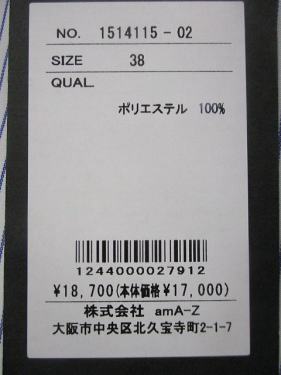 NO. 1514115-02
SIZE 38
QUAL.
ポリエステル 100%
1244000027912
¥18,700(本体価格¥17,000)
株式会社 amA-Z
大阪市中央区北久宝寺町2-1-7